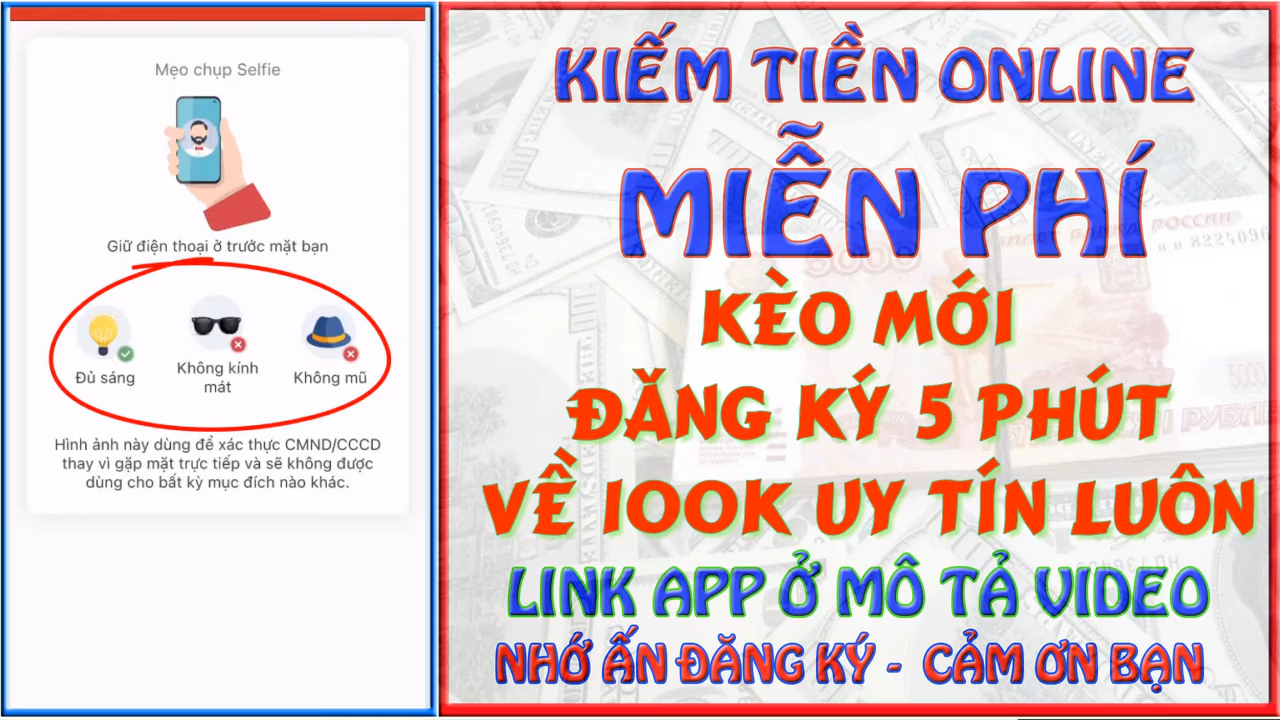 Mẹo chụp Selfie
Giữ điện thoại ở trước mặt bạn
Đủ sáng
Không kính
mát
Không mũ
Hình ảnh này dùng để xác thực CMND/CCCD
thay vì gặp mặt trực tiếp và sẽ không được
dùng cho bất kỳ mục đích nào khác.
KIẾM TIỀN ONLINE
MIỄN PHÍ
KÈO MỚI
ĐĂNG KÝ 5 PHÚT
VỀ 100K UY TÍN LUÔN
LINK APP Ở MÔ TẢ VIDEO
NHỚ ẤN ĐĂNG KÝ - CẢM ƠN BẠN